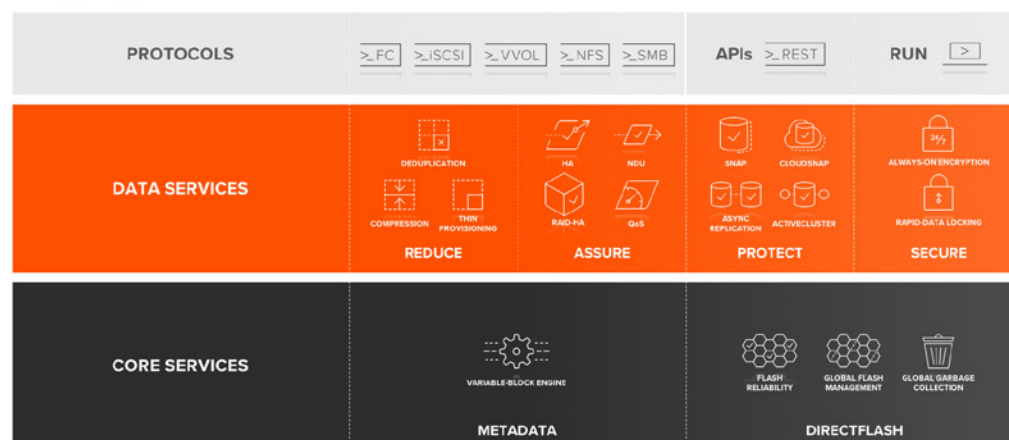 PROTOCOLS
>_FC >_iSCSI >_VVOL >_NFS >_SMB
APIs >_REST
RUN >
DATA SERVICES
DEDUPLICATION
COMPRESSION
THIN
PROVISIONING
REDUCE
HA
NDU
RAID-HA
QoS
ASSURE
SNAP
CLOUDSNAP
ASYNC
REPLICATION
ACTIVECLUSTER
PROTECT
24/7
ALWAYS-ON ENCRYPTION
RAPID-DATA LOCKING
SECURE
CORE SERVICES
VARIABLE-BLOCK ENGINE
METADATA
FLASH
RELIABILITY
GLOBAL FLASH
MANAGEMENT
GLOBAL GARBAGE
COLLECTION
DIRECTFLASH